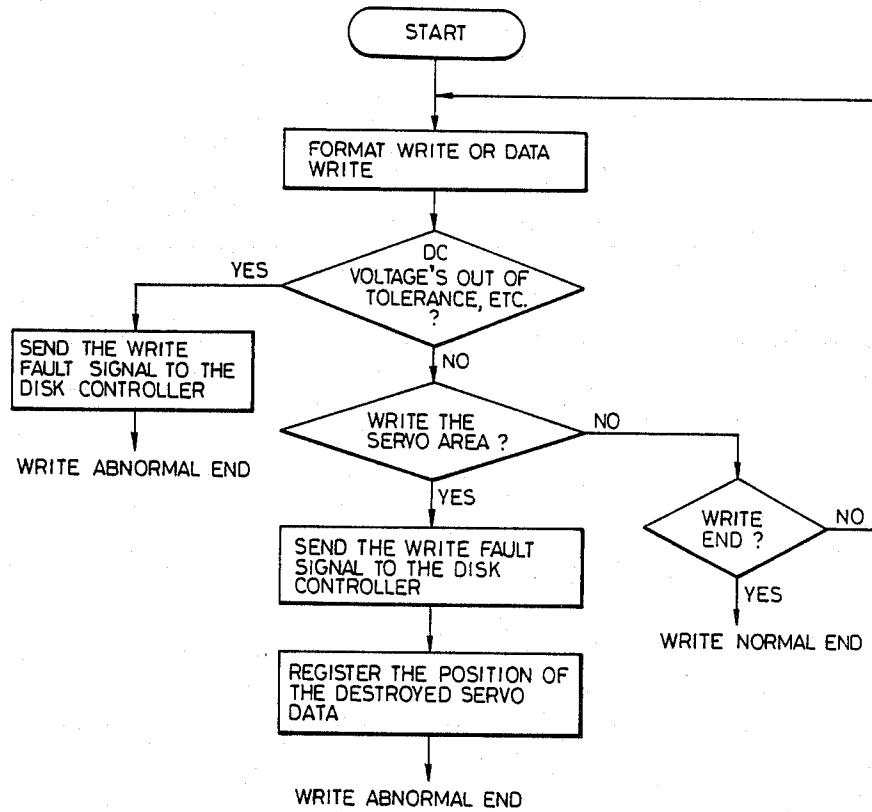 START
FORMAT WRITE OR DATA
WRITE
DC
VOLTAGE'S OUT OF
TOLERANCE, ETC.
?
YES
NO
SEND THE WRITE
FAULT SIGNAL TO THE
DISK CONTROLLER
WRITE ABNORMAL END
WRITE THE
SERVO AREA ?
NO
YES
WRITE
END ?
NO
YES
WRITE NORMAL END
SEND THE WRITE FAULT
SIGNAL TO THE DISK
CONTROLLER
REGISTER THE POSITION OF
THE DESTROYED SERVO
DATA
WRITE ABNORMAL END